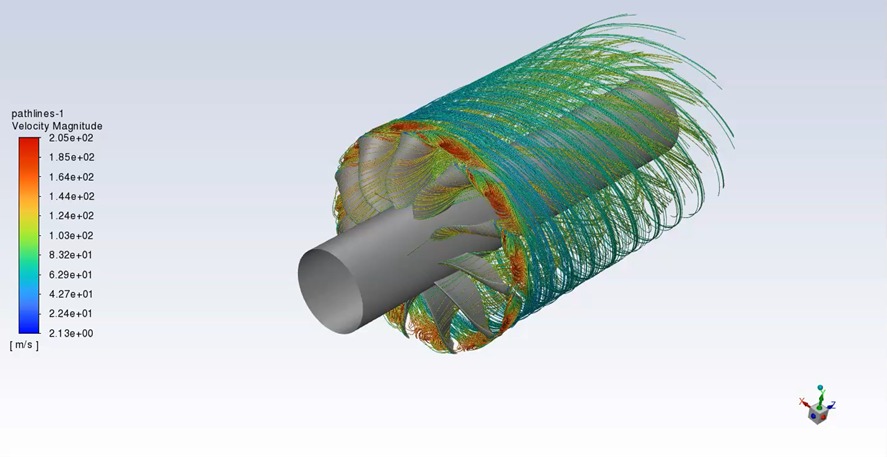 pathlines-1
Velocity Magnitude
2.05e+02
1.85e+02
1.64e+02
1.44e+02
1.24e+02
1.03e+02
8.32e+01
6.29e+01
4.27e+01
2.24e+01
2.13e+00
[ m/s ]
X
Z